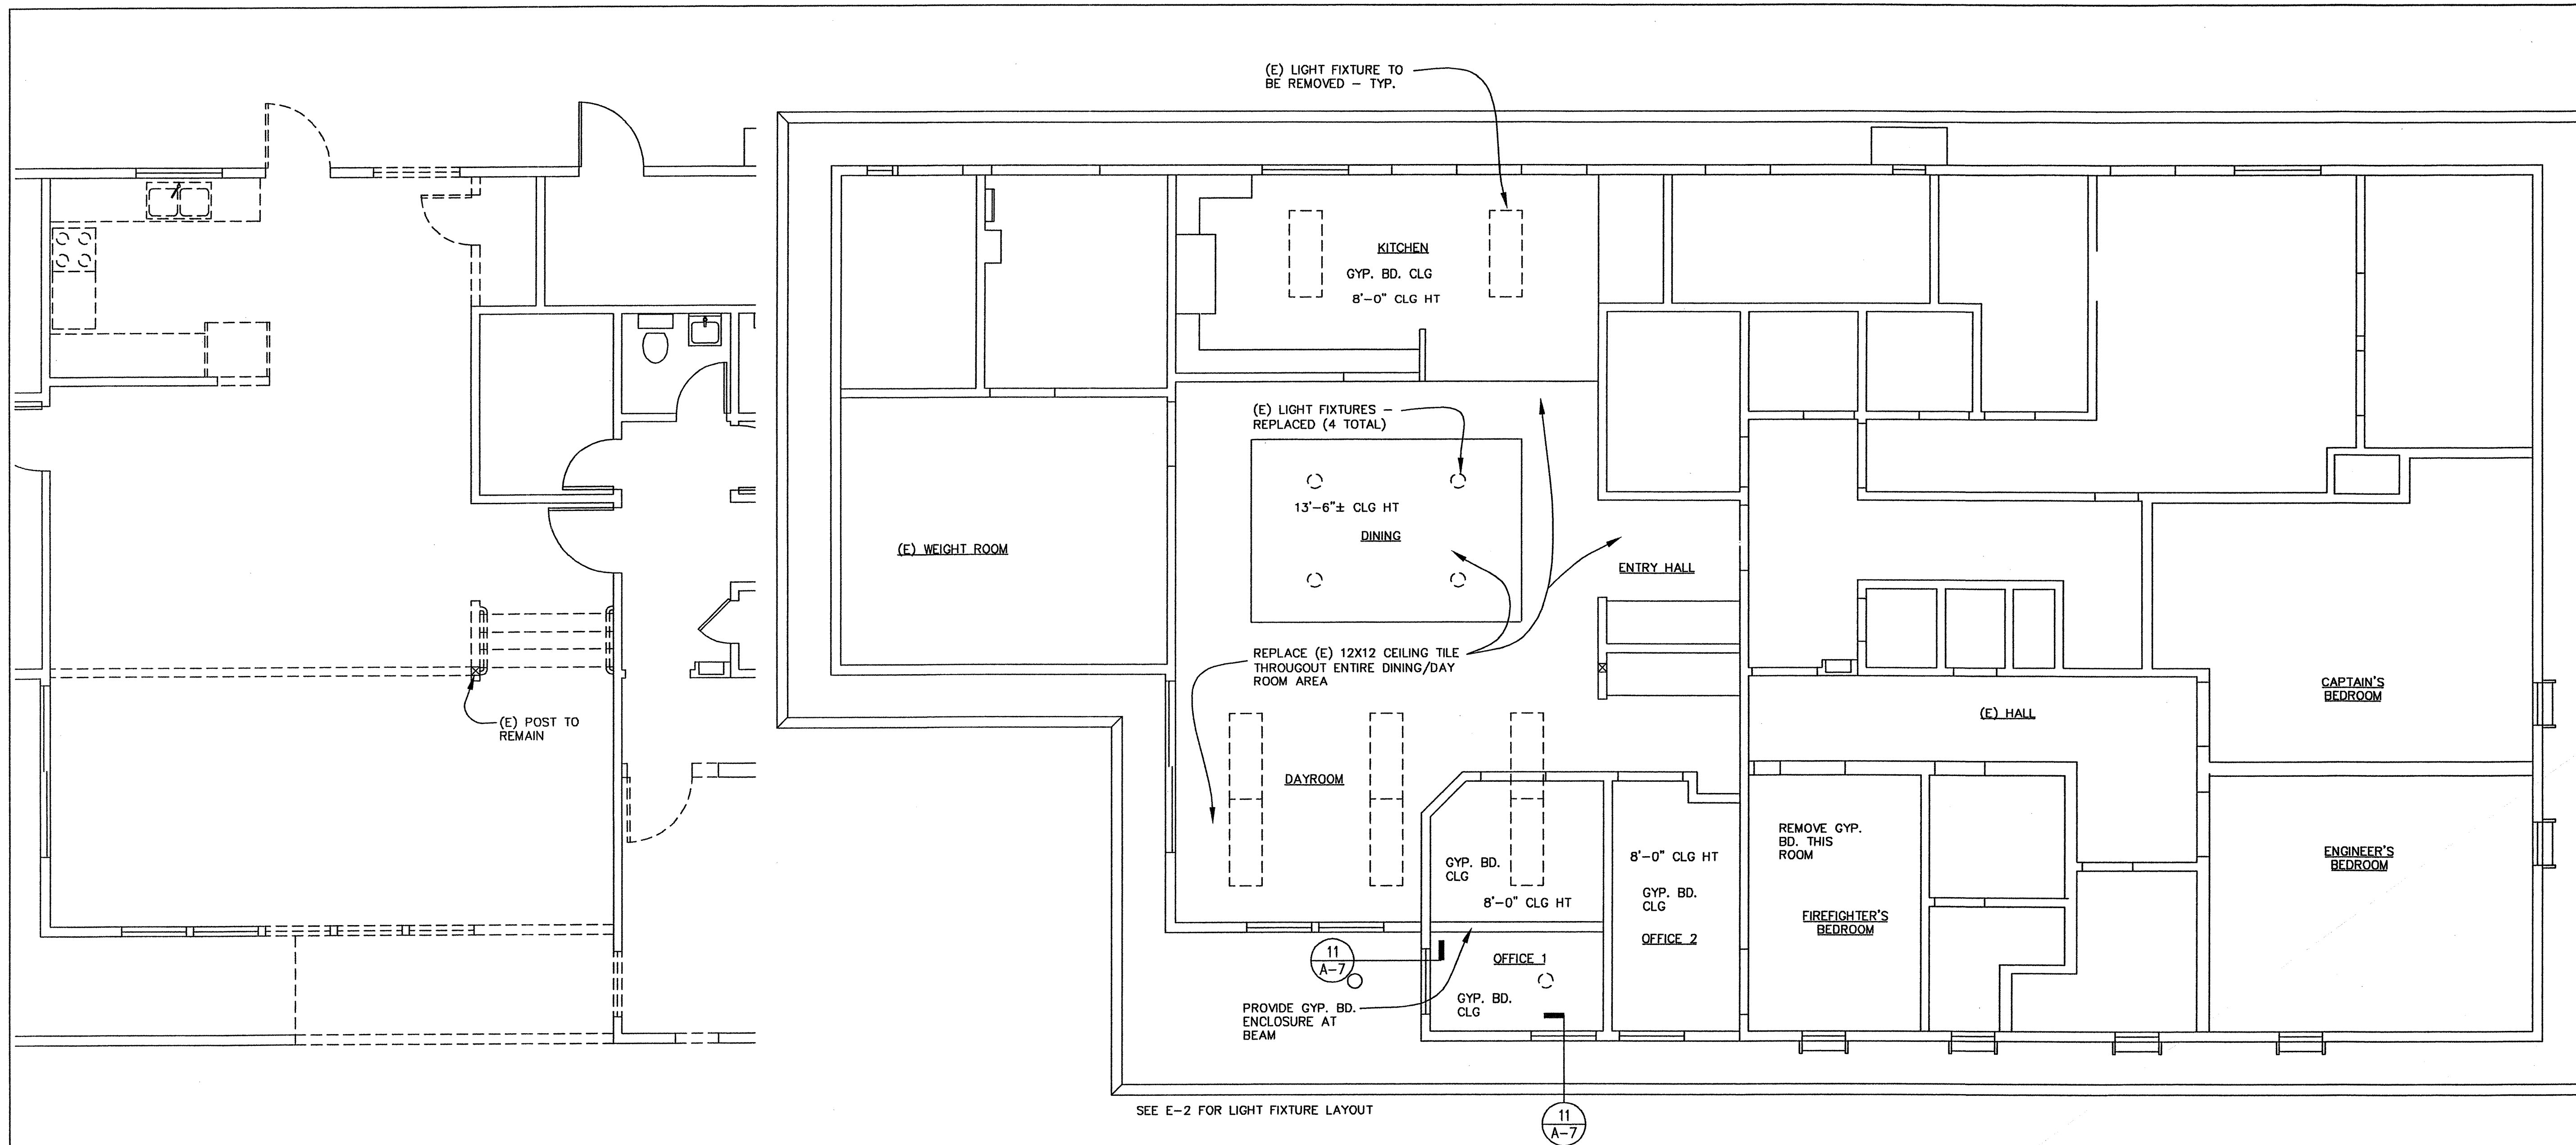 (E) LIGHT FIXTURE TO
BE REMOVED - TYP.
KITCHEN
GYP. BD. CLG
8'-0" CLG HT
(E) LIGHT FIXTURES -
REPLACED (4 TOTAL)
13'-6"± CLG HT
DINING
(E) WEIGHT ROOM
ENTRY HALL
REPLACE (E) 12X12 CEILING TILE
THROUGOUT ENTIRE DINING/DAY
ROOM AREA
(E) POST TO
REMAIN
CAPTAIN'S
BEDROOM
(E) HALL
DAYROOM
GYP. BD.
CLG
8'-0" CLG HT
8'-0" CLG HT
GYP. BD.
CLG
OFFICE 2
REMOVE GYP.
BD. THIS
ROOM
FIREFIGHTER'S
BEDROOM
ENGINEER'S
BEDROOM
11
A-7
OFFICE 1
GYP. BD.
CLG
PROVIDE GYP. BD.
ENCLOSURE AT
BEAM
SEE E-2 FOR LIGHT FIXTURE LAYOUT
11
A-7